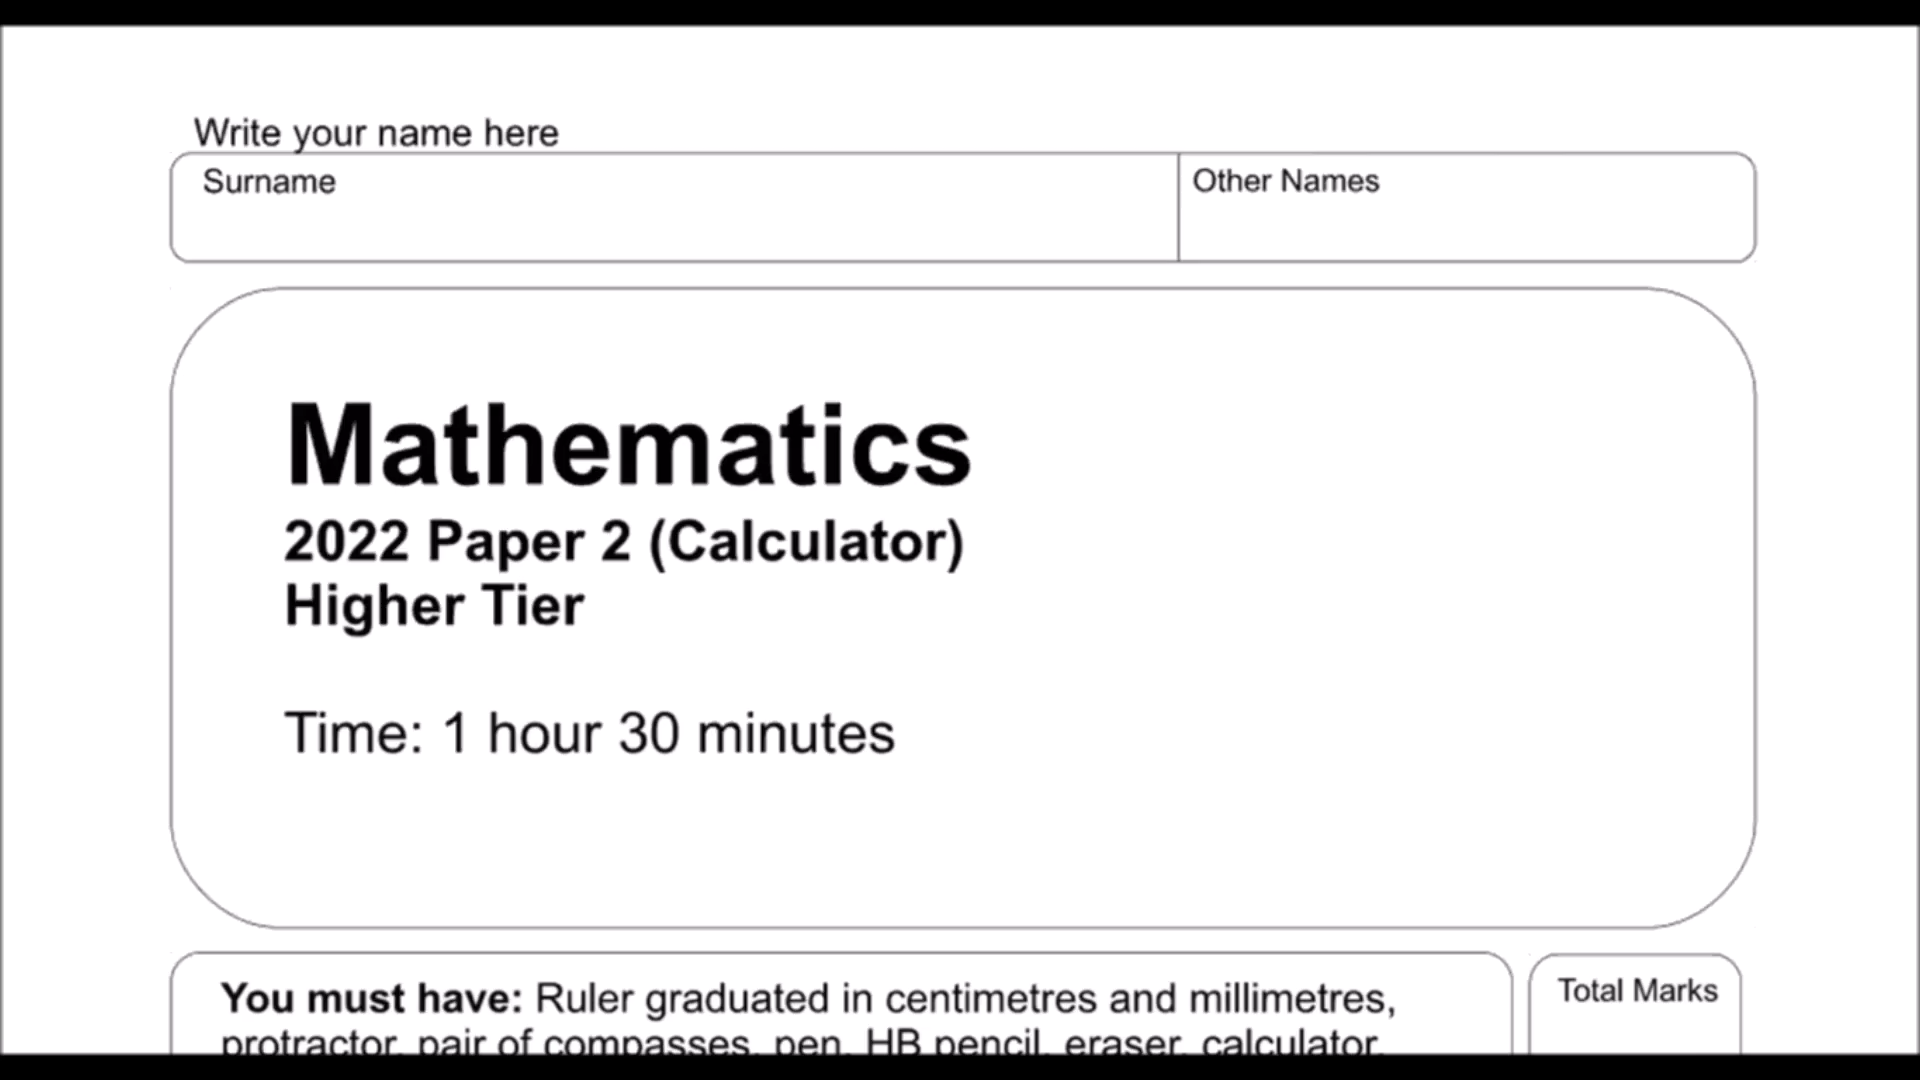 Write your name here
Surname
Other Names
Mathematics
2022 Paper 2 (Calculator)
Higher Tier
Time: 1 hour 30 minutes
You must have: Ruler graduated in centimetres and millimetres,
protractor, pair of compasses, pen, HB pencil, eraser, calculator.
Total Marks